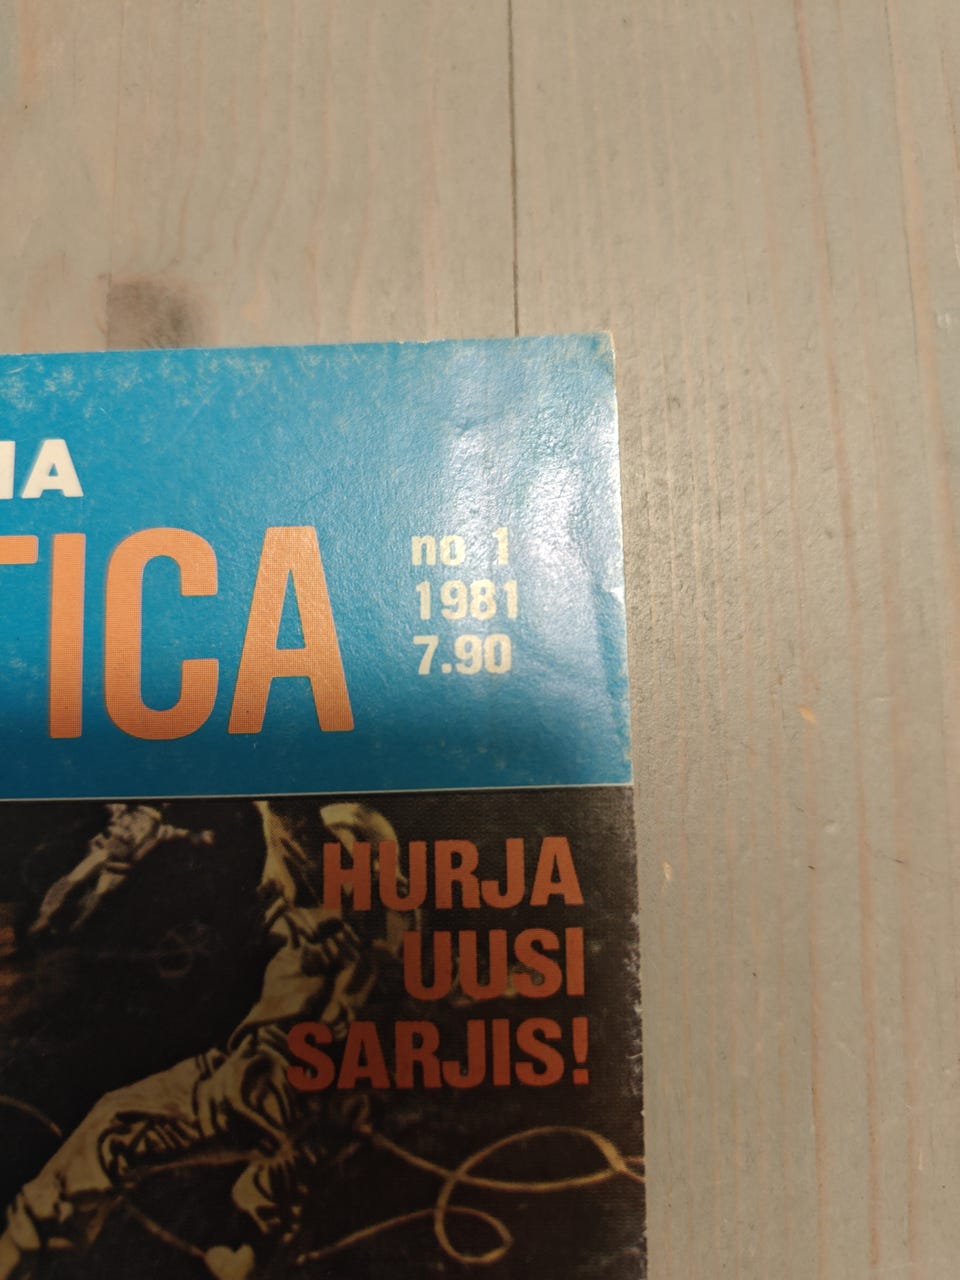 IA
TICA
no 1
1981
7.90
HURJA
UUSI
SARJIS!